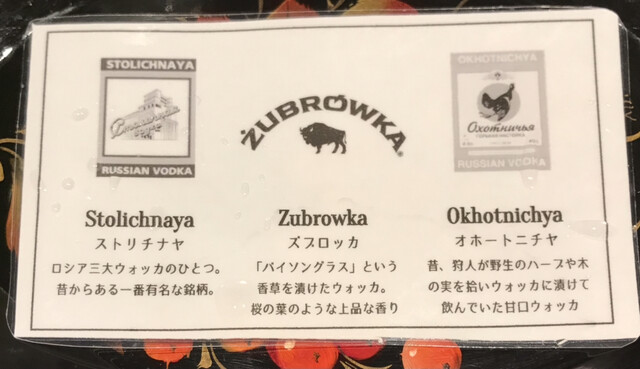 STOLICHNAYA
Stolichnaya
RUSSIAN VODKA
ŻUBRÓWKA®
OKHOTNICHYA
Охотничья
RUSSIAN VODKA
Stolichnaya
ストリチナヤ
ロシア三大ウォッカのひとつ。
昔からある一番有名な銘柄。
Zubrowka
ズブロッカ
「バイソングラス」という
香草を漬けたウォッカ。
桜の葉のような上品な香り
Okhotnichya
オホートニチヤ
昔、狩人が野生のハーブや木
の実を拾いウォッカに漬けて
飲んでいた甘口ウォッカ